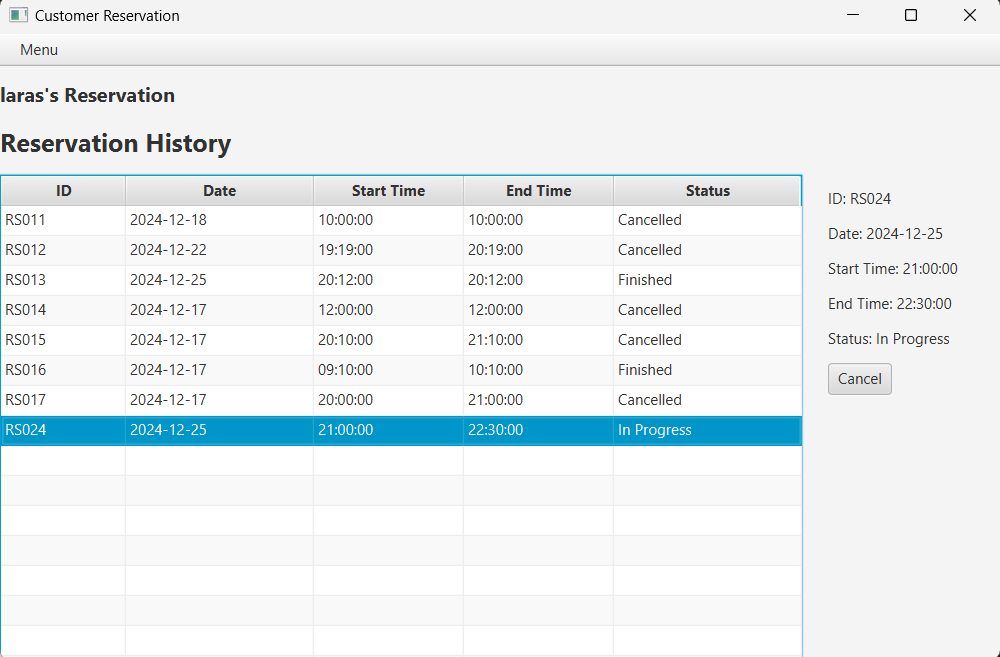 Customer Reservation
Menu
laras's Reservation
Reservation History
ID Date Start Time End Time Status
RS011 2024-12-18 10:00:00 10:00:00 Cancelled
RS012 2024-12-22 19:19:00 20:19:00 Cancelled
RS013 2024-12-25 20:12:00 20:12:00 Finished
RS014 2024-12-17 12:00:00 12:00:00 Cancelled
RS015 2024-12-17 20:10:00 21:10:00 Cancelled
RS016 2024-12-17 09:10:00 10:10:00 Finished
RS017 2024-12-17 20:00:00 21:00:00 Cancelled
RS024 2024-12-25 21:00:00 22:30:00 In Progress
ID: RS024
Date: 2024-12-25
Start Time: 21:00:00
End Time: 22:30:00
Status: In Progress
Cancel